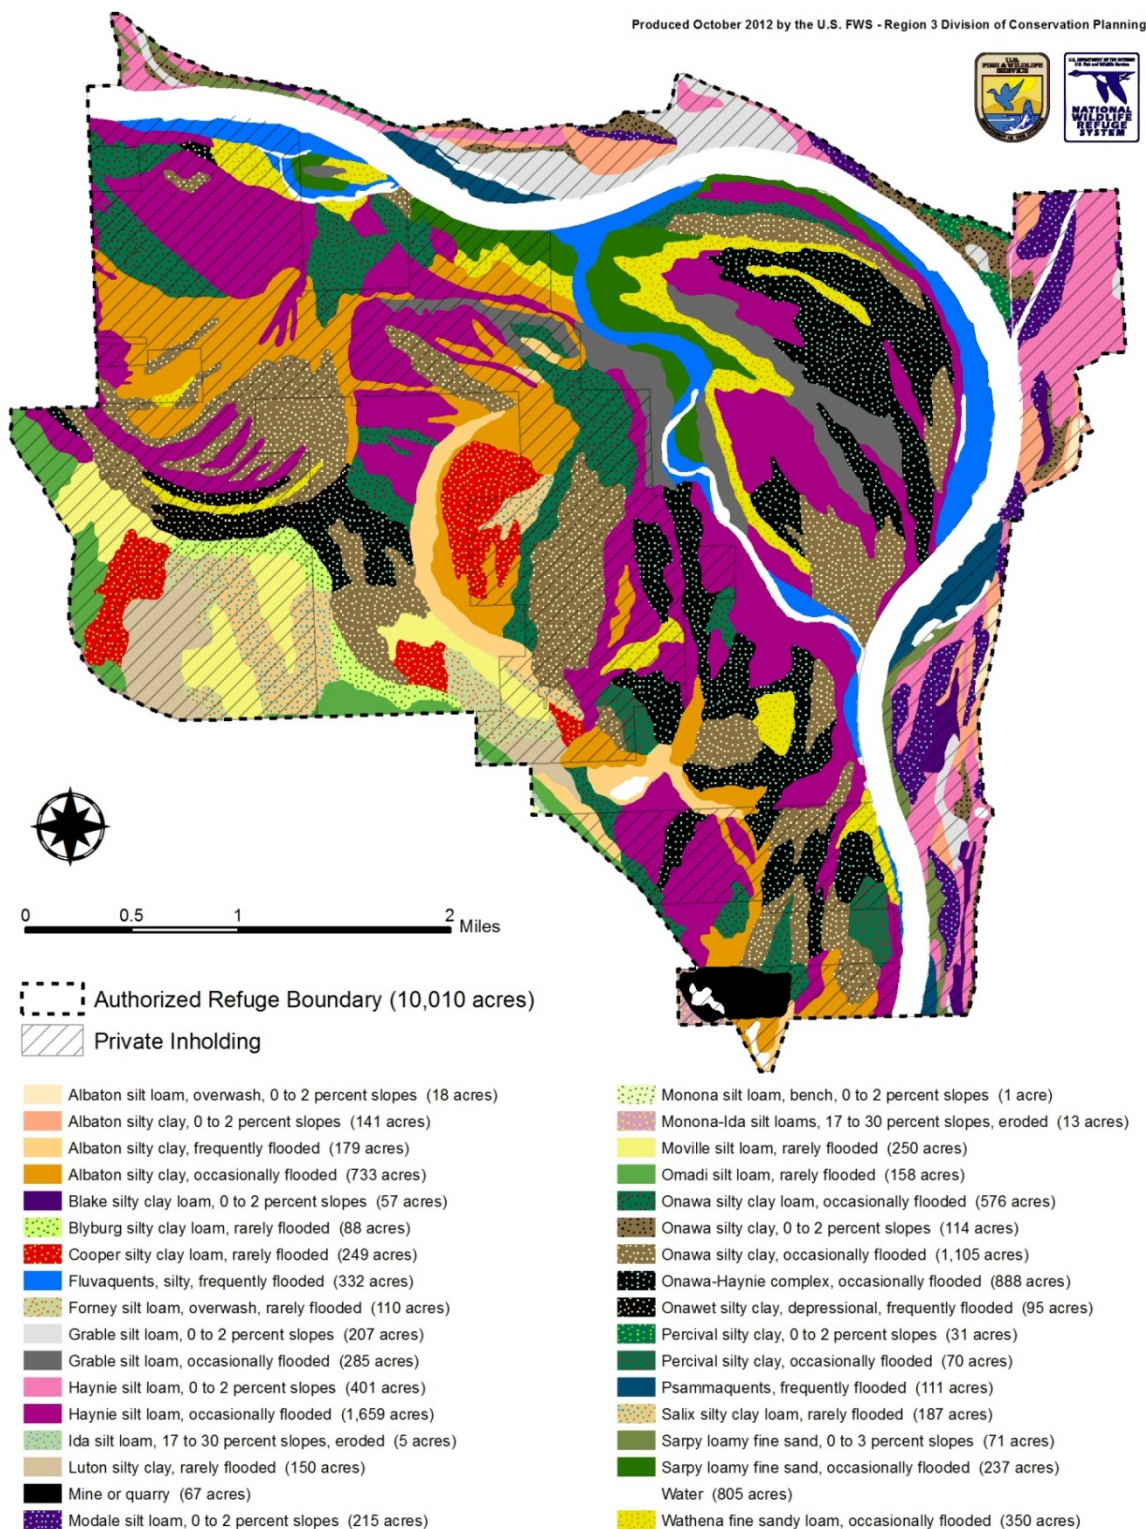 Produced October 2012 by the U.S. FWS - Region 3 Division of Conservation Planning
U.S.
FISH & WILDLIFE
SERVICE
NATIONAL
WILDLIFE
REFUGE
SYSTEM
0 0.5 1 2
Miles
Authorized Refuge Boundary (10,010 acres)
Private Inholding
Albaton silt loam, overwash, 0 to 2 percent slopes (18 acres)
Albaton silty clay, 0 to 2 percent slopes (141 acres)
Albaton silty clay, frequently flooded (179 acres)
Albaton silty clay, occasionally flooded (733 acres)
Blake silty clay loam, 0 to 2 percent slopes (57 acres)
Blyburg silty clay loam, rarely flooded (88 acres)
Cooper silty clay loam, rarely flooded (249 acres)
Fluvaquents, silty, frequently flooded (332 acres)
Forney silt loam, overwash, rarely flooded (110 acres)
Grable silt loam, 0 to 2 percent slopes (207 acres)
Grable silt loam, occasionally flooded (285 acres)
Haynie silt loam, 0 to 2 percent slopes (401 acres)
Haynie silt loam, occasionally flooded (1,659 acres)
Ida silt loam, 17 to 30 percent slopes, eroded (5 acres)
Luton silty clay, rarely flooded (150 acres)
Mine or quarry (67 acres)
Modale silt loam, 0 to 2 percent slopes (215 acres)
Monona silt loam, bench, 0 to 2 percent slopes (1 acre)
Monona-Ida silt loams, 17 to 30 percent slopes, eroded (13 acres)
Moville silt loam, rarely flooded (250 acres)
Omadi silt loam, rarely flooded (158 acres)
Onawa silty clay loam, occasionally flooded (576 acres)
Onawa silty clay, 0 to 2 percent slopes (114 acres)
Onawa silty clay, occasionally flooded (1,105 acres)
Onawa-Haynie complex, occasionally flooded (888 acres)
Onawet silty clay, depressional, frequently flooded (95 acres)
Percival silty clay, 0 to 2 percent slopes (31 acres)
Percival silty clay, occasionally flooded (70 acres)
Psammaquents, frequently flooded (111 acres)
Salix silty clay loam, rarely flooded (187 acres)
Sarpy loamy fine sand, 0 to 3 percent slopes (71 acres)
Sarpy loamy fine sand, occasionally flooded (237 acres)
Water (805 acres)
Wathena fine sandy loam, occasionally flooded (350 acres)